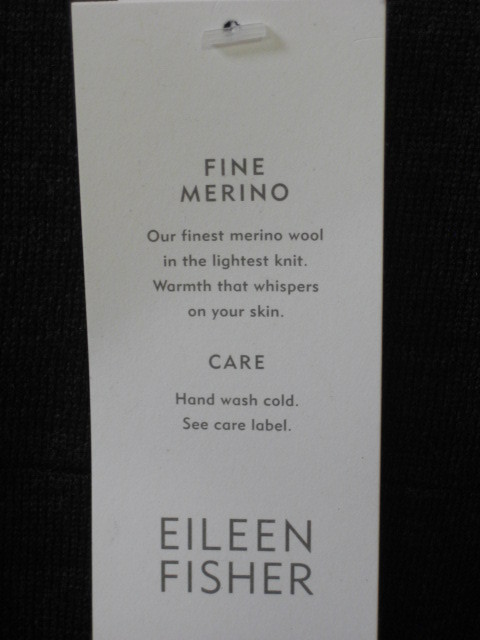 FINE
MERINO
Our finest merino wool
in the lightest knit.
Warmth that whispers
on your skin.
CARE
Hand wash cold.
See care label.
EILEEN
FISHER